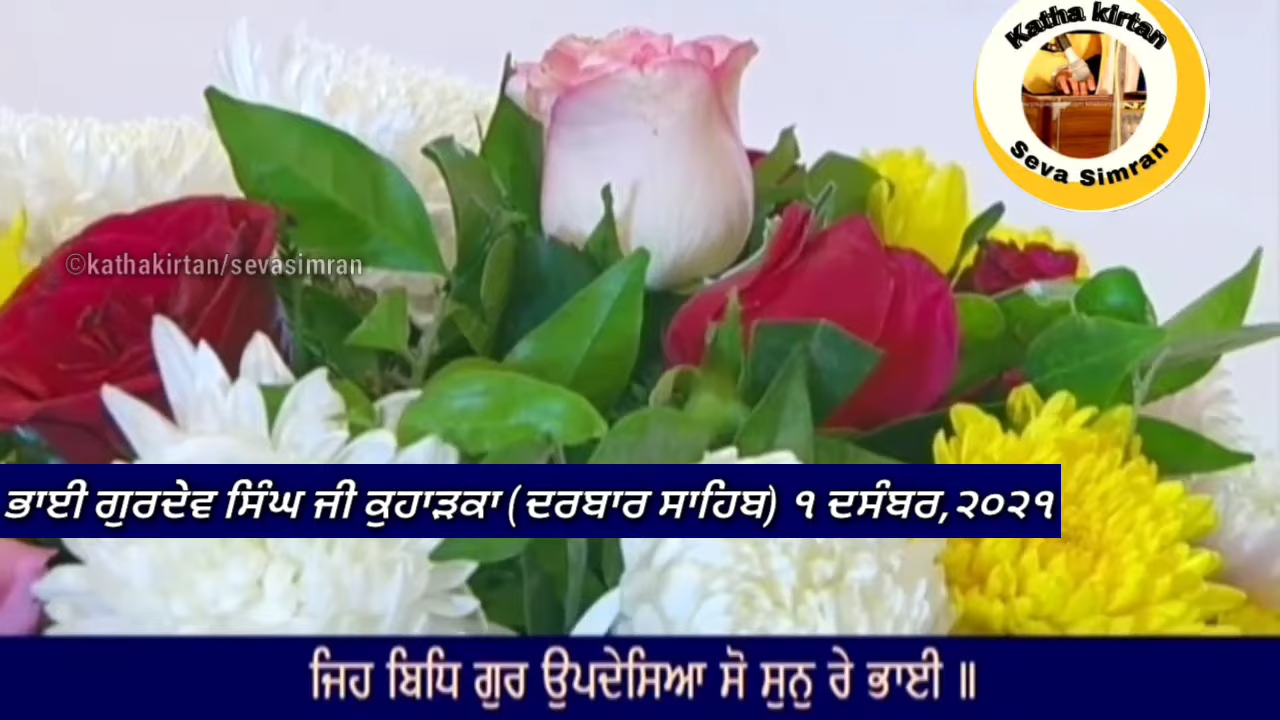 Katha kirtan
Seva Simran
©kathakirtan/sevasimran
ਭਾਈ ਗੁਰਦੇਵ ਸਿੰਘ ਜੀ ਕੁਹਾੜਕਾ (ਦਰਬਾਰ ਸਾਹਿਬ) ੧ ਦਸੰਬਰ,੨੦੨੧
ਜਿਹ ਬਿਧਿ ਗੁਰ ਉਪਦੇਸਿਆ ਸੋ ਸੁਨੁ ਰੇ ਭਾਈ ॥